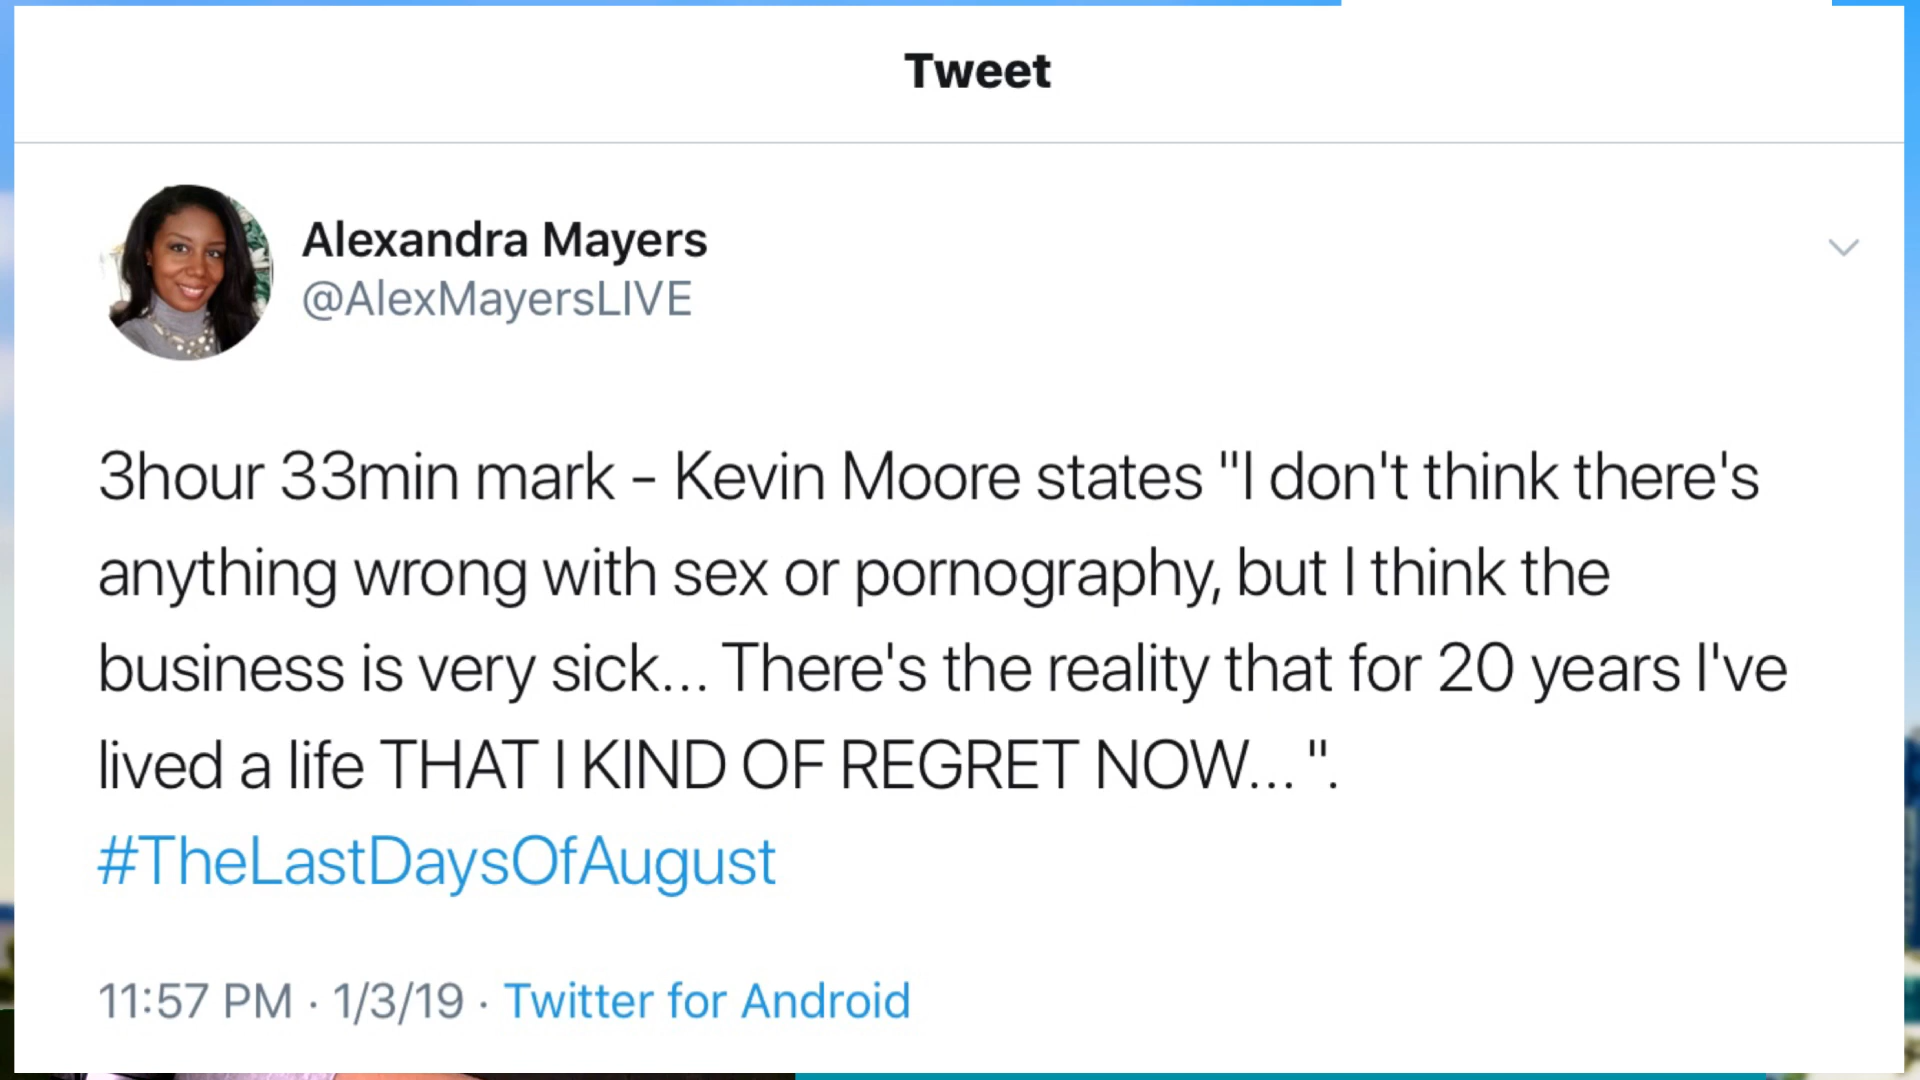 Tweet
Alexandra Mayers
@AlexMayersLIVE
3hour 33min mark - Kevin Moore states "I don't think there's
anything wrong with sex or pornography, but I think the
business is very sick... There's the reality that for 20 years I've
lived a life THAT I KIND OF REGRET NOW... ".
#TheLastDaysOfAugust
11:57 PM · 1/3/19 · Twitter for Android